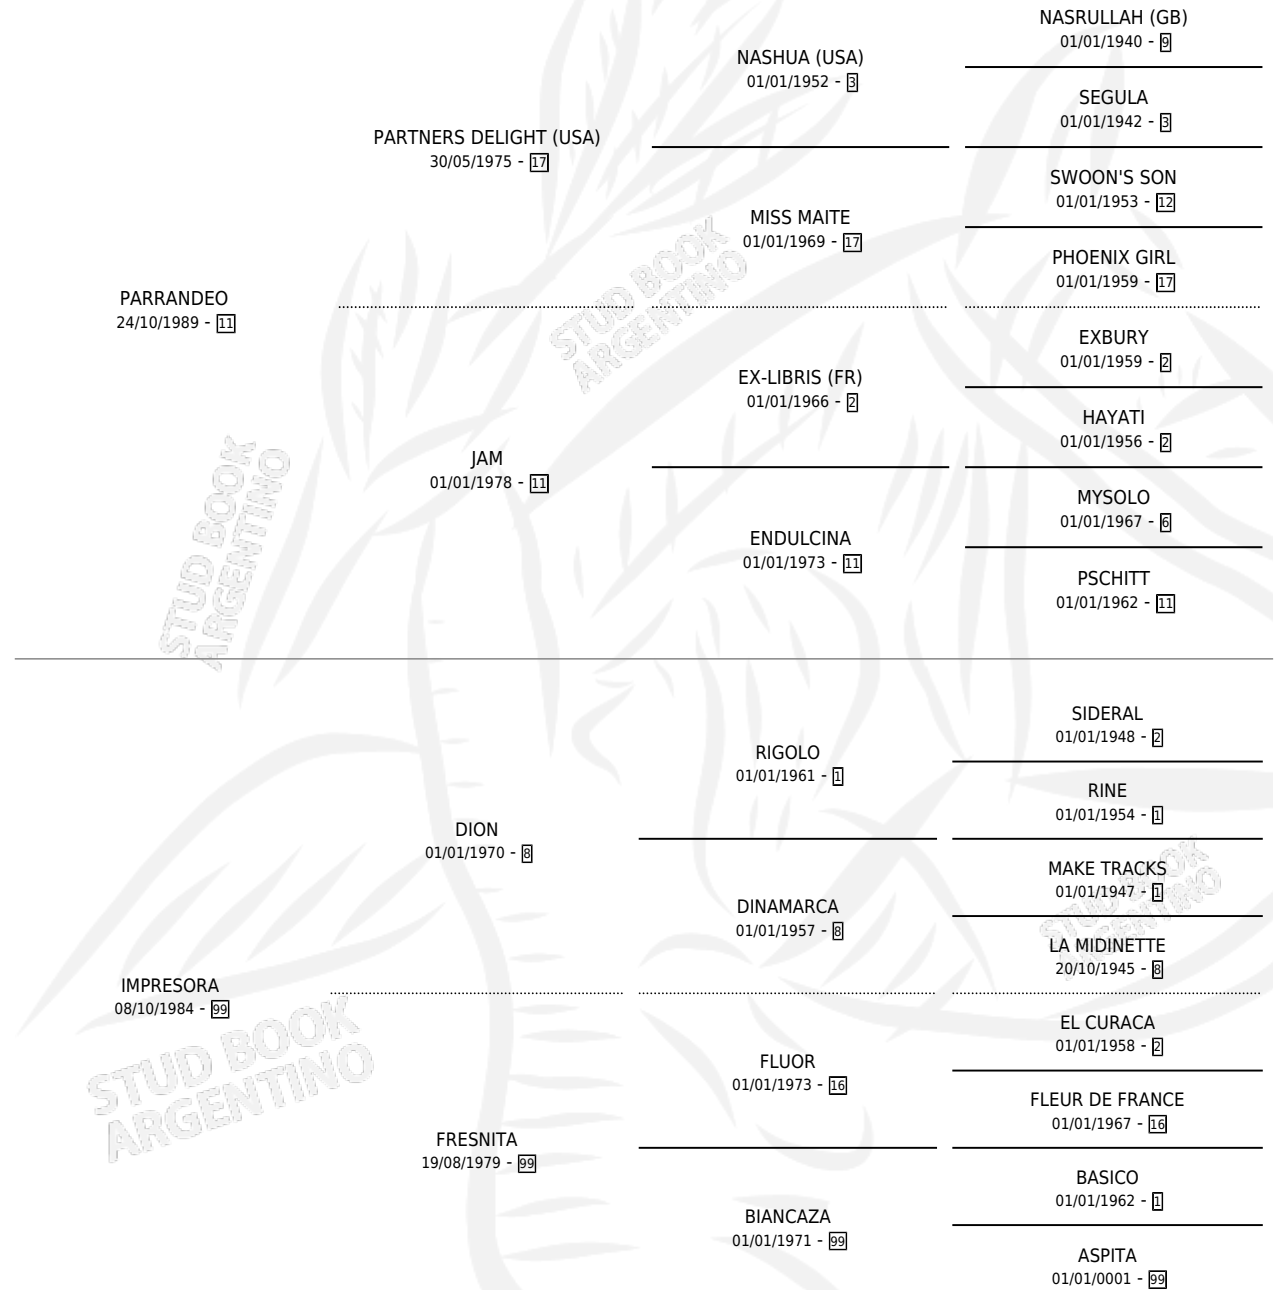 NASRULLAH (GB)
01/01/1940 - 9
NASHUA (USA)
01/01/1952 - 3
SEGULA
01/01/1942 - 3
PARTNERS DELIGHT (USA)
30/05/1975 - 17
SWOON'S SON
01/01/1953 - 12
MISS MAITE
01/01/1969 - 17
PHOENIX GIRL
01/01/1959 - 17
PARRANDEO
24/10/1989 - 11
EXBURY
01/01/1959 - 2
EX-LIBRIS (FR)
01/01/1966 - 2
HAYATI
01/01/1956 - 2
JAM
01/01/1978 - 11
MYSOLO
01/01/1967 - 6
ENDULCINA
01/01/1973 - 11
PSCHITT
01/01/1962 - 11
SIDERAL
01/01/1948 - 2
RIGOLO
01/01/1961 - 1
RINE
01/01/1954 - 1
DION
01/01/1970 - 8
MAKE TRACKS
01/01/1947 - 1
DINAMARCA
01/01/1957 - 8
LA MIDINETTE
20/10/1945 - 8
IMPRESORA
08/10/1984 - 99
EL CURACA
01/01/1958 - 2
FLUOR
01/01/1973 - 16
FLEUR DE FRANCE
01/01/1967 - 16
FRESNITA
19/08/1979 - 99
BASICO
01/01/1962 - 1
BIANCAZA
01/01/1971 - 99
ASPITA
01/01/0001 - 99
STUD BOOK
ARGENTINO
STUD BOOK
ARGENTINO
STUD BOOK
ARGENTINO
STUD BOOK
ARGENTINO